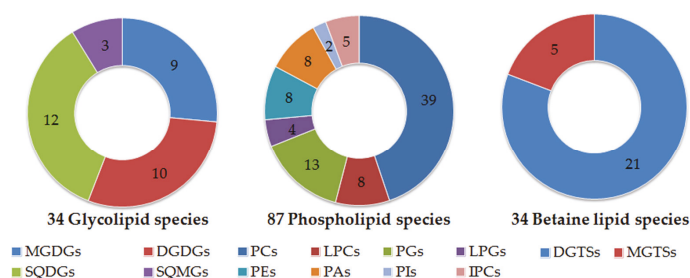 3
9
12
10
2
5
8
8
39
4
13
8
5
21
34 Glycolipid species
87 Phospholipid species
34 Betaine lipid species
MGDGs DGDGs PCs LPCs PGs LPGs DGTSs MGTSs
SQDGs SQMGs PEs PAs PIs IPCs